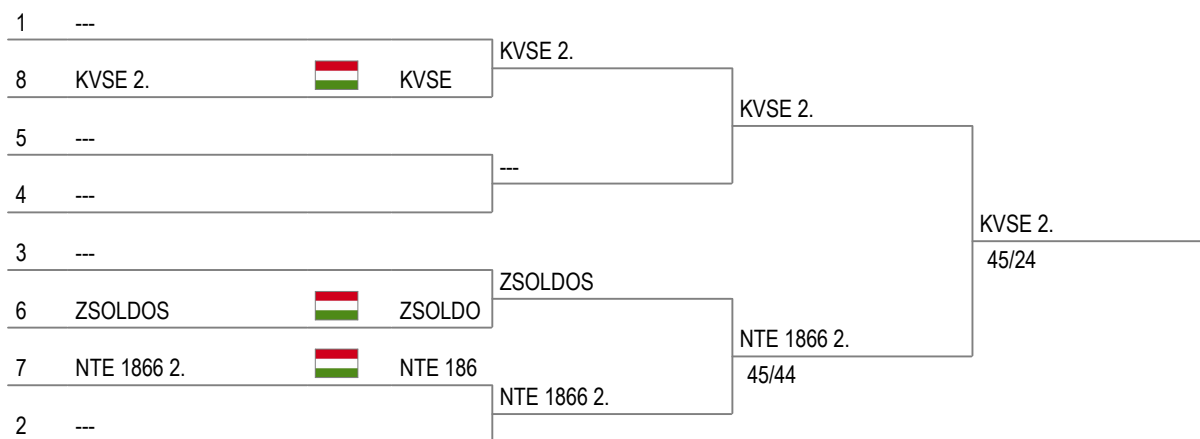 1 ---
KVSE 2.
8 KVSE 2. KVSE
KVSE 2.
5 ---
---
4 ---
KVSE 2.
45/24
3 ---
ZSOLDOS
6 ZSOLDOS ZSOLDO
NTE 1866 2.
45/44
7 NTE 1866 2. NTE 186
NTE 1866 2.
2 ---